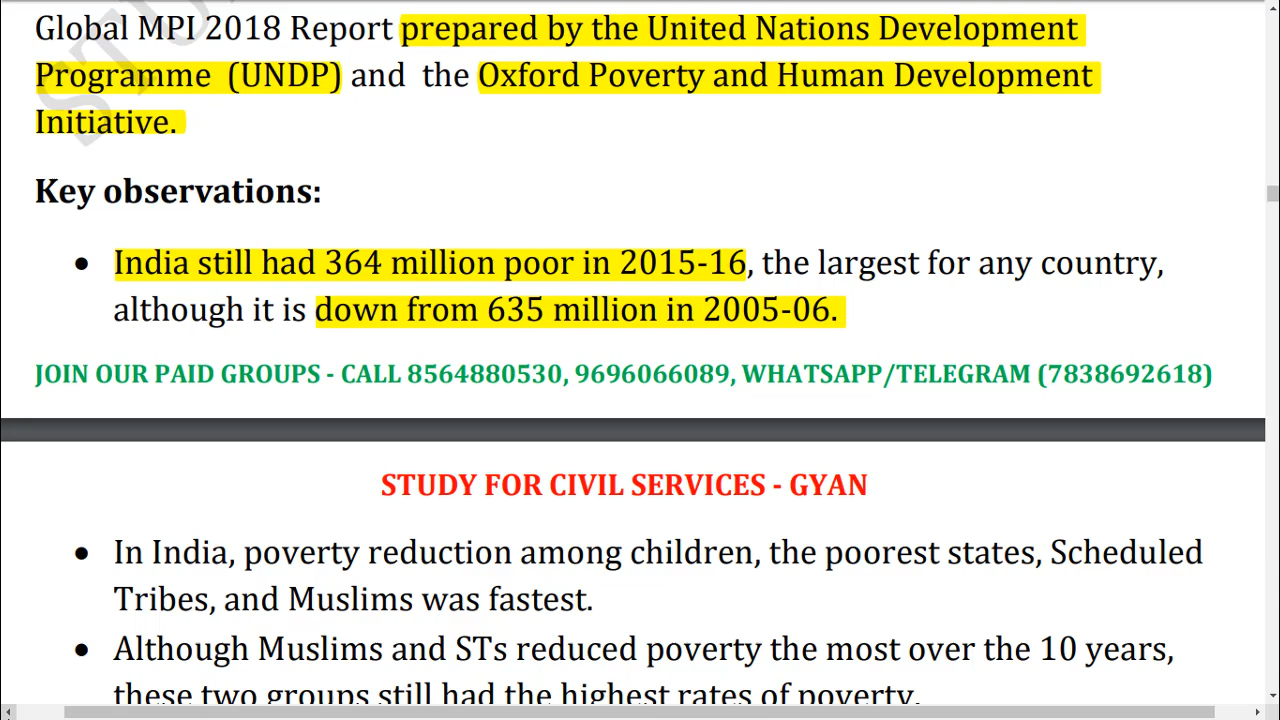 Global MPI 2018 Report prepared by the United Nations Development
Programme (UNDP) and the Oxford Poverty and Human Development
Initiative.
Key observations:
• India still had 364 million poor in 2015-16, the largest for any country,
although it is down from 635 million in 2005-06.
JOIN OUR PAID GROUPS - CALL 8564880530, 9696066089, WHATSAPP/TELEGRAM (7838692618)
STUDY FOR CIVIL SERVICES - GYAN
• In India, poverty reduction among children, the poorest states, Scheduled
Tribes, and Muslims was fastest.
• Although Muslims and STs reduced poverty the most over the 10 years,
these two groups still had the highest rates of poverty.